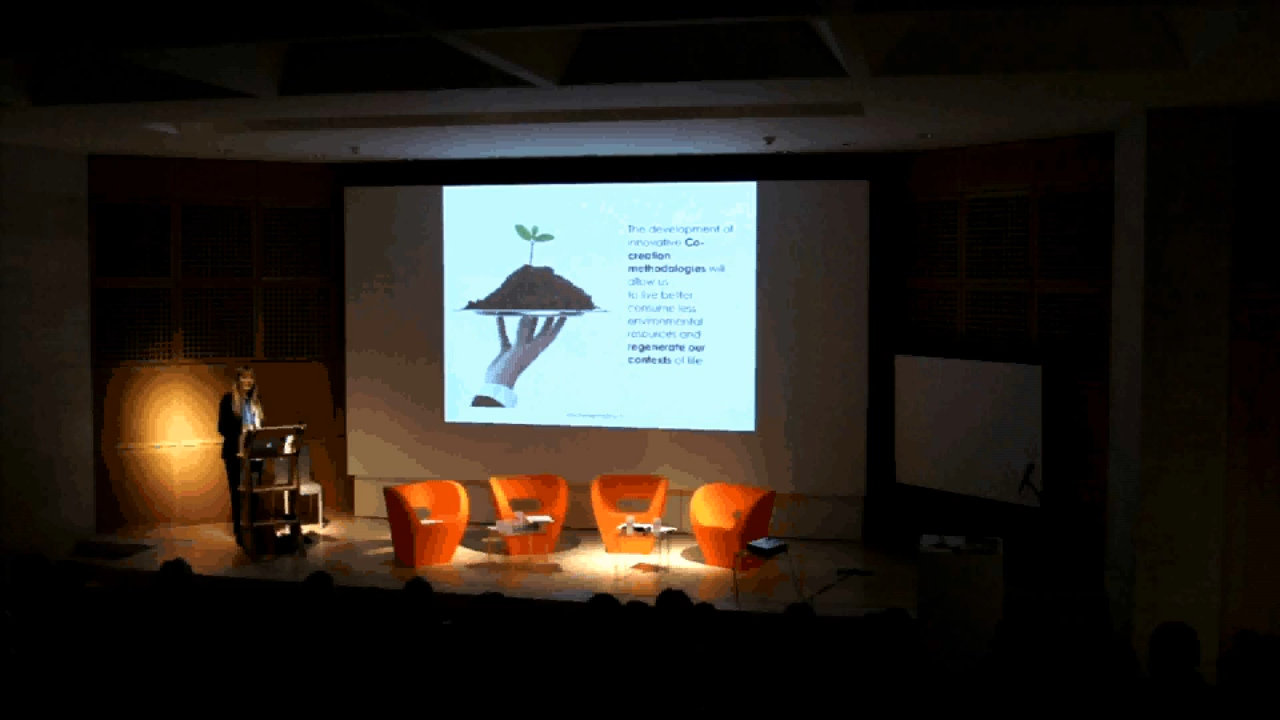 The development of
innovative Co-
creation
methodologies will
allow us
to live better
consume less
environmental
resources and
regenerate our
contexts of life